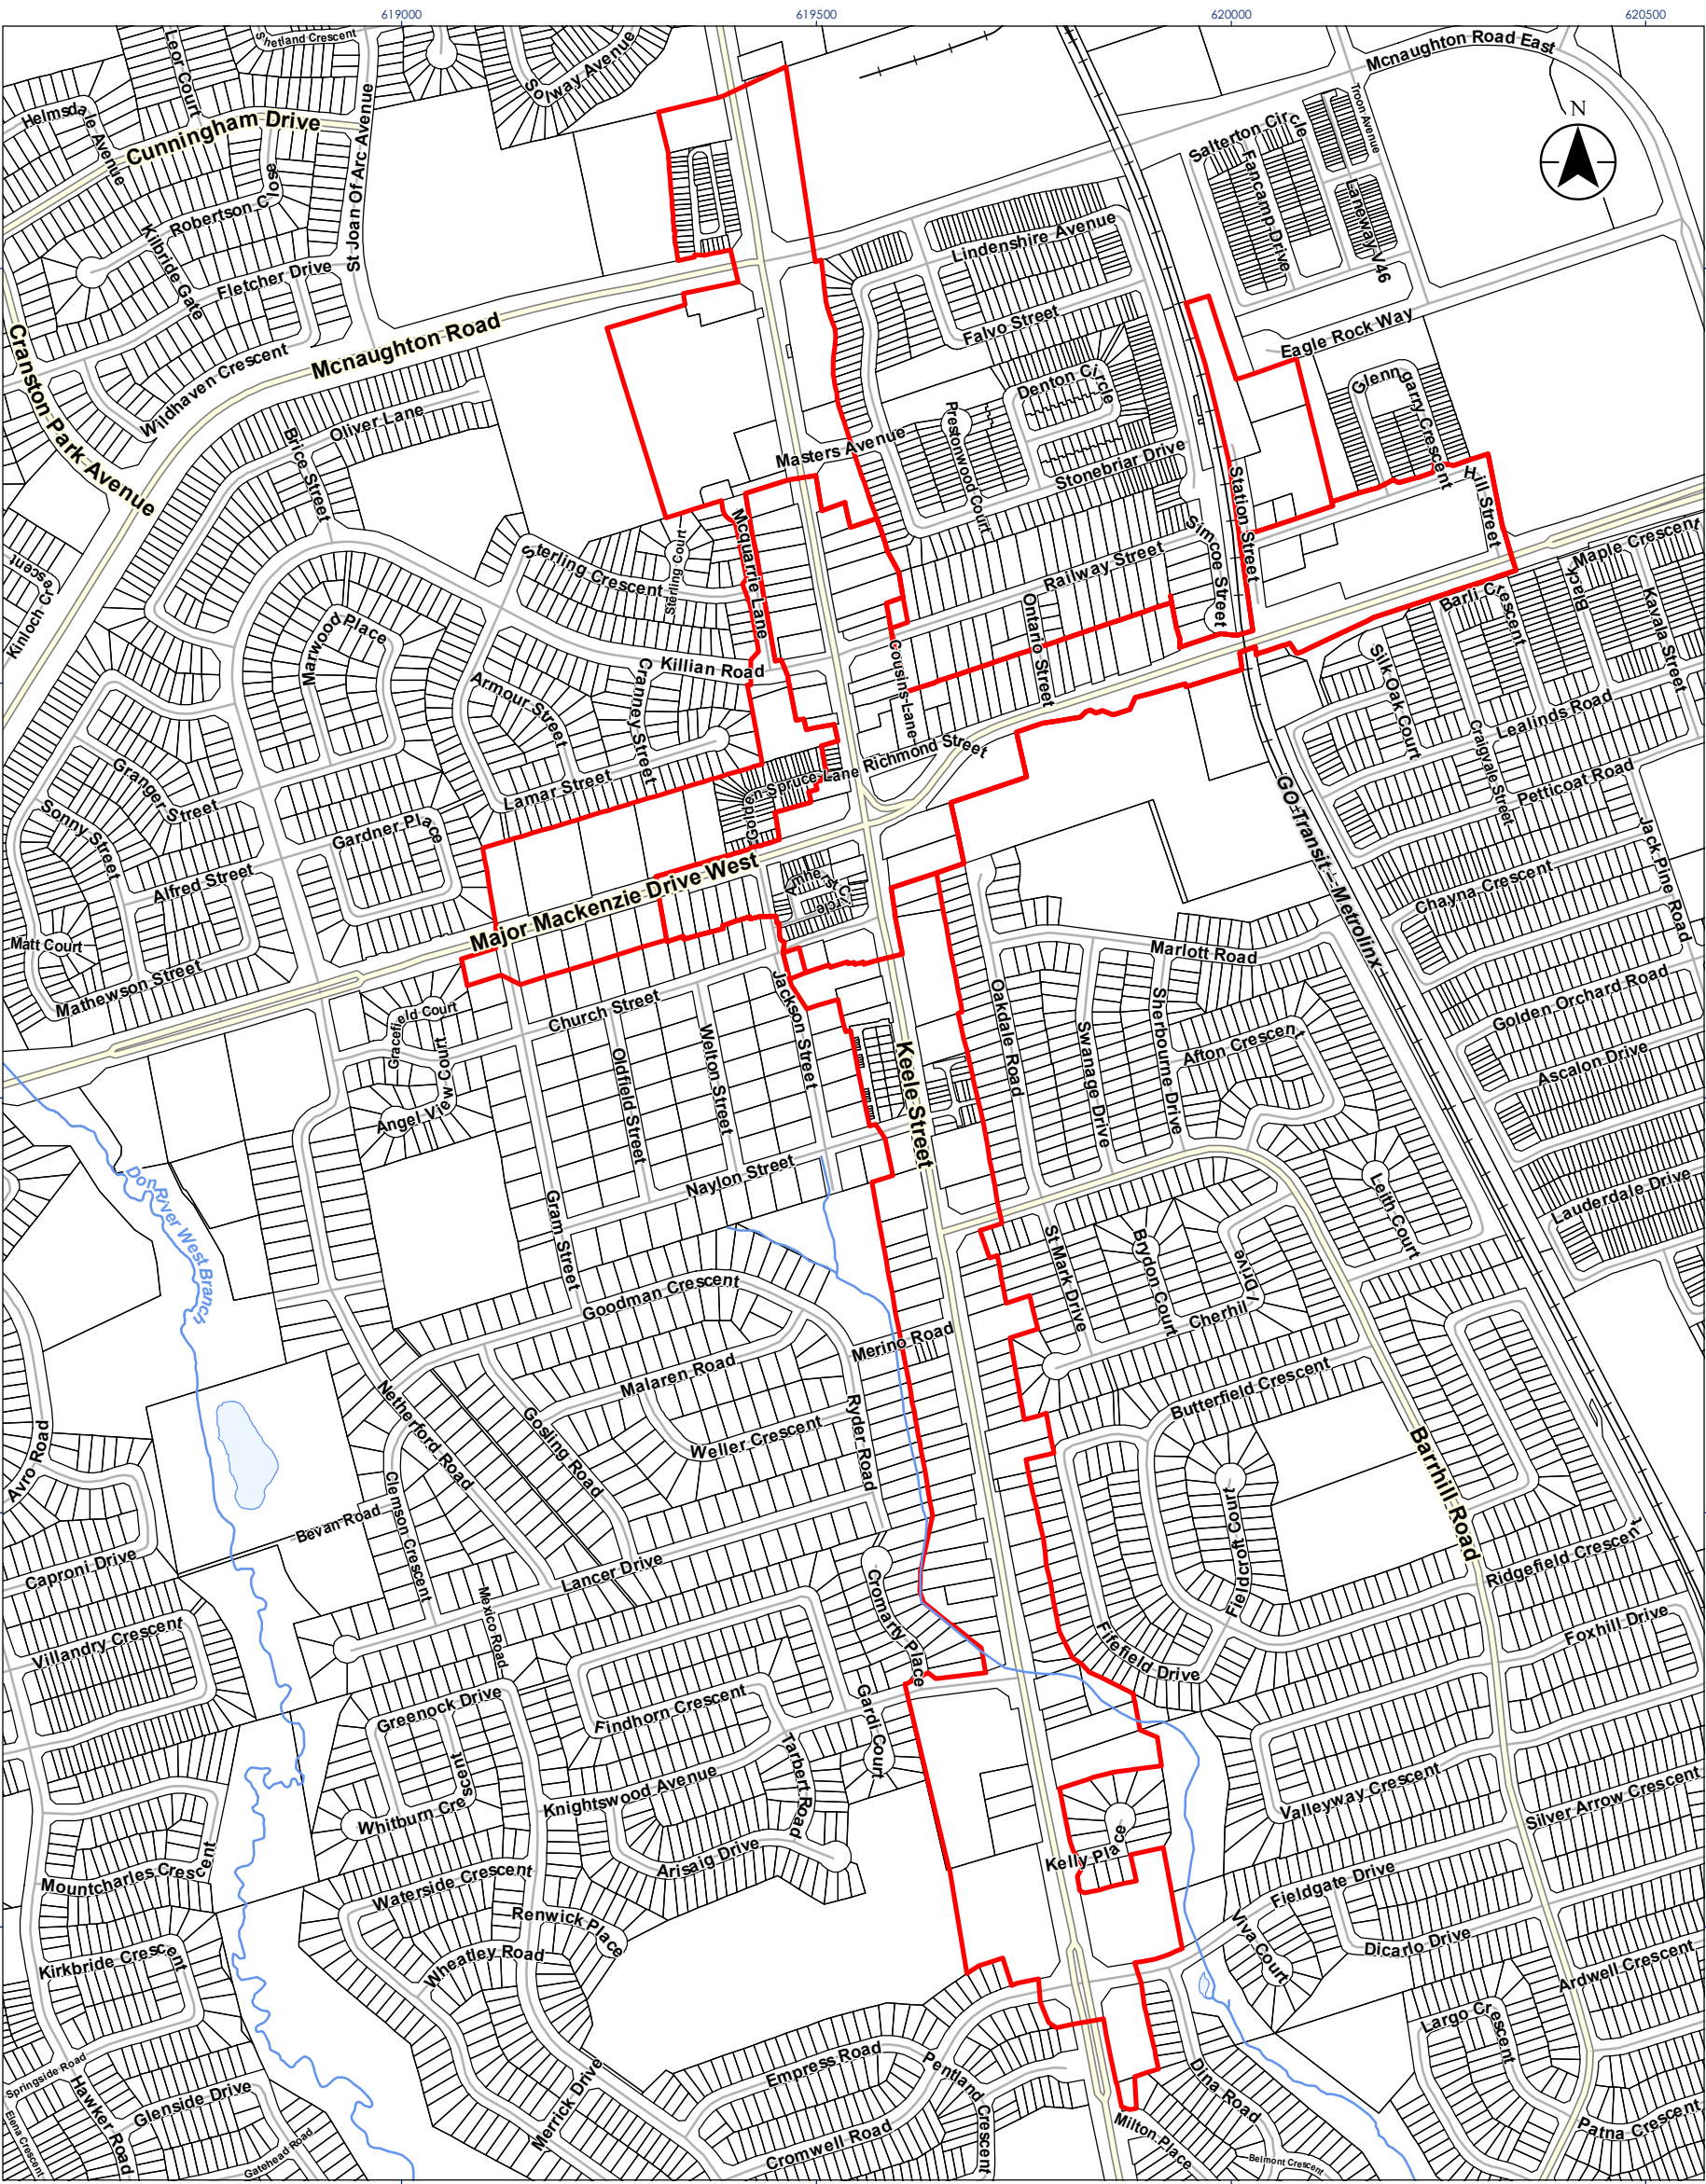 619000
619500
620000
620500
Shetland Crescent
Leor Court
Solway Avenue
Mcnaughton Road East
N
Helmsdale Avenue
Cunningham Drive
St Joan Of Arc Avenue
Troon Avenue
Salterton Circle
Fancamp Drive
Laneway V46
Robertson Close
Kilbride Gate
Fletcher Drive
Lindenshire Avenue
Falvo Street
Eagle Rock Way
Cranston Park Avenue
Wildhaven Crescent
Mcnaughton Road
Denton Circle
Glenngarry Crescent
Oliver Lane
Brice Street
Masters Avenue
Prestonwood Court
Stonebriar Drive
Station Street
Hill Street
Mcquarrie Lane
Simcoe Street
Maple Crescent
Sterling Crescent
Sterling Court
Railway Street
Ontario Street
Barli Crescent
Back
Kavala Street
Kinloch Crescent
Marwood Place
Killian Road
Cousins Lane
Silk Oak Court
Lealinds Road
Armour Street
Cranney Street
Craigvale Street
Richmond Street
Golden Spruce Lane
Granger Street
Lamar Street
GO-Transit - Metrolinx
Petticoat Road
Sonny Street
Gardner Place
Jack Pine Road
Alfred Street
Major Mackenzie Drive West
Amherst Circle
Chayna Crescent
Matt Court
Marlott Road
Mathewson Street
Church Street
Jackson Street
Oakdale Road
Golden Orchard Road
Gracefield Court
Angel View Court
Oldfield Street
Welton Street
Keele Street
Swanage Drive
Sherbourne Drive
Afton Crescent
Ascalon Drive
Don River West Branch
Naylon Street
Gram Street
Leith Court
Lauderdale Drive
St Mark Drive
Brydon Court
Cherhill Drive
Goodman Crescent
Merino Road
Malaren Road
Netherford Road
Gosling Road
Weller Crescent
Ryder Road
Butterfield Crescent
Barrhill Road
Avro Road
Clemson Crescent
Bevan Road
Fieldcroft Court
Caproni Drive
Lancer Drive
Mexico Road
Cromarty Place
Ridgefield Crescent
Villandry Crescent
Fifefield Drive
Foxhill Drive
Greenock Drive
Findhorn Crescent
Gardi Court
Tarbert Road
Whitburn Crescent
Knightswood Avenue
Valleyway Crescent
Silver Arrow Crescent
Arisaig Drive
Kelly Place
Mountcharles Crescent
Waterside Crescent
Fieldgate Drive
Renwick Place
Viva Court
Dicarlo Drive
Kirkbride Crescent
Wheatley Road
Ardwell Crescent
Largo Crescent
Springside Road
Empress Road
Pentland Crescent
Dina Road
Hawker Road
Glenside Drive
Merrick Drive
Elena Crescent
Gatehead Road
Cromwell Road
Milton Place
Belmont Crescent
Patna Crescent